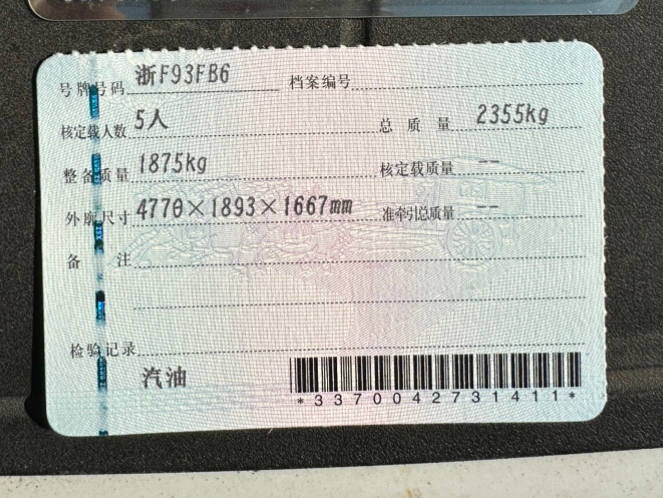 号牌号码 浙F93FB6 档案编号
核定载人数 5人 总质量 2355kg
整备质量 1875kg 核定载质量 --
外廓尺寸 4770×1893×1667mm 准牵引总质量 --
备注
检验记录
汽油
*3370042731411*